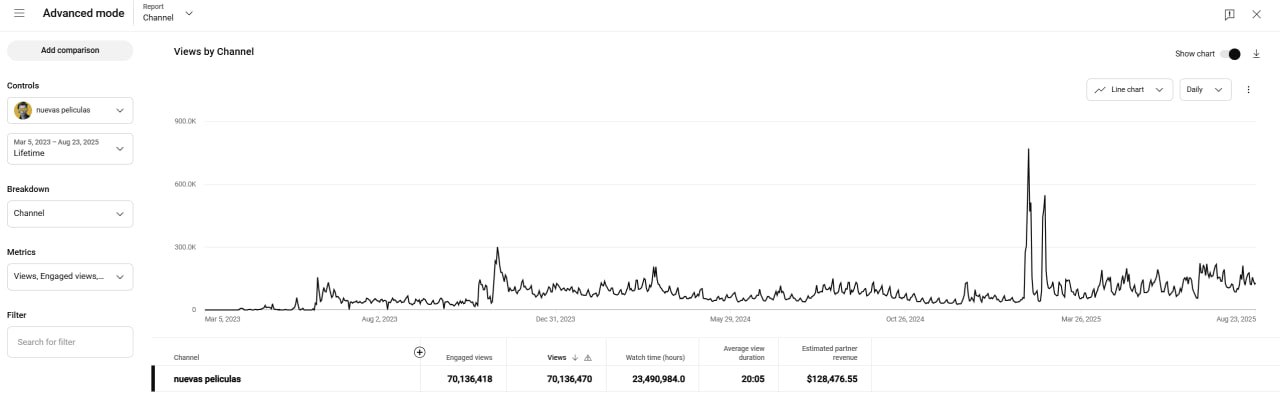 Advanced mode
Report
Channel
Add comparison
Controls
nuevas peliculas
Mar 5, 2023 – Aug 23, 2025
Lifetime
Breakdown
Channel
Metrics
Views, Engaged views,...
Filter
Search for filter
Views by Channel
Show chart
Line chart
Daily
900.0K
600.0K
300.0K
0
Mar 5, 2023
Aug 2, 2023
Dec 31, 2023
May 29, 2024
Oct 26, 2024
Mar 26, 2025
Aug 23, 2025
Channel
Engaged views
Views
Watch time (hours)
Average view
duration
Estimated partner
revenue
nuevas peliculas
70,136,418
70,136,470
23,490,984.0
20:05
$128,476.55